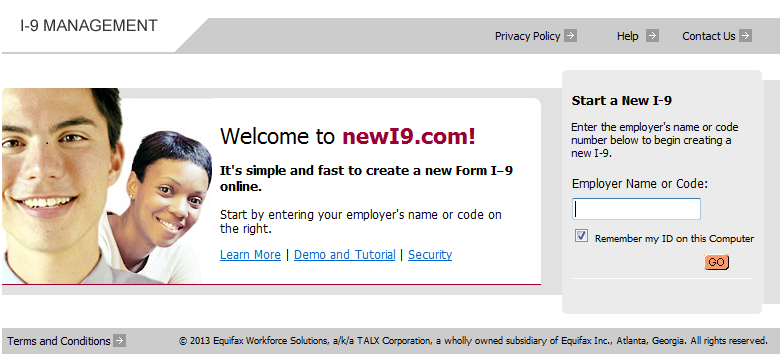 I-9 MANAGEMENT
Privacy Policy
Help
Contact Us
Welcome to newI9.com!
It's simple and fast to create a new Form I-9
online.
Start by entering your employer's name or code on
the right.
Learn More | Demo and Tutorial | Security
Start a New I-9
Enter the employer's name or code
number below to begin creating a
new I-9.
Employer Name or Code:
Remember my ID on this Computer
GO
Terms and Conditions
© 2013 Equifax Workforce Solutions, a/k/a TALX Corporation, a wholly owned subsidiary of Equifax Inc., Atlanta, Georgia. All rights reserved.